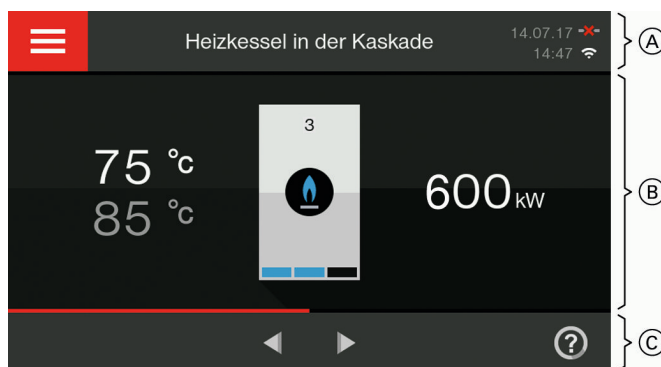 Heizkessel in der Kaskade
14.07.17
14:47
A
3
75 °C
85 °C
600 kW
B
?
C